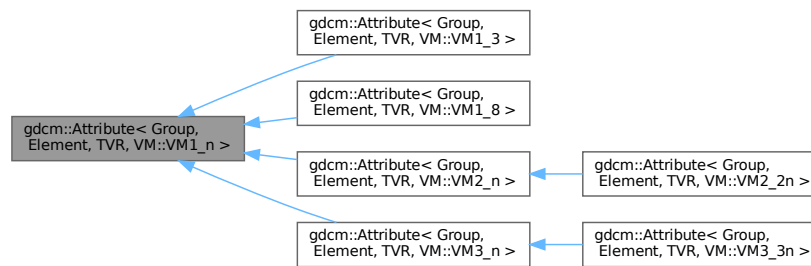 gdcm::Attribute< Group,
Element, TVR, VM::VM1_3 >
gdcm::Attribute< Group,
Element, TVR, VM::VM1_8 >
gdcm::Attribute< Group,
Element, TVR, VM::VM1_n >
gdcm::Attribute< Group,
Element, TVR, VM::VM2_n >
gdcm::Attribute< Group,
Element, TVR, VM::VM2_2n >
gdcm::Attribute< Group,
Element, TVR, VM::VM3_n >
gdcm::Attribute< Group,
Element, TVR, VM::VM3_3n >